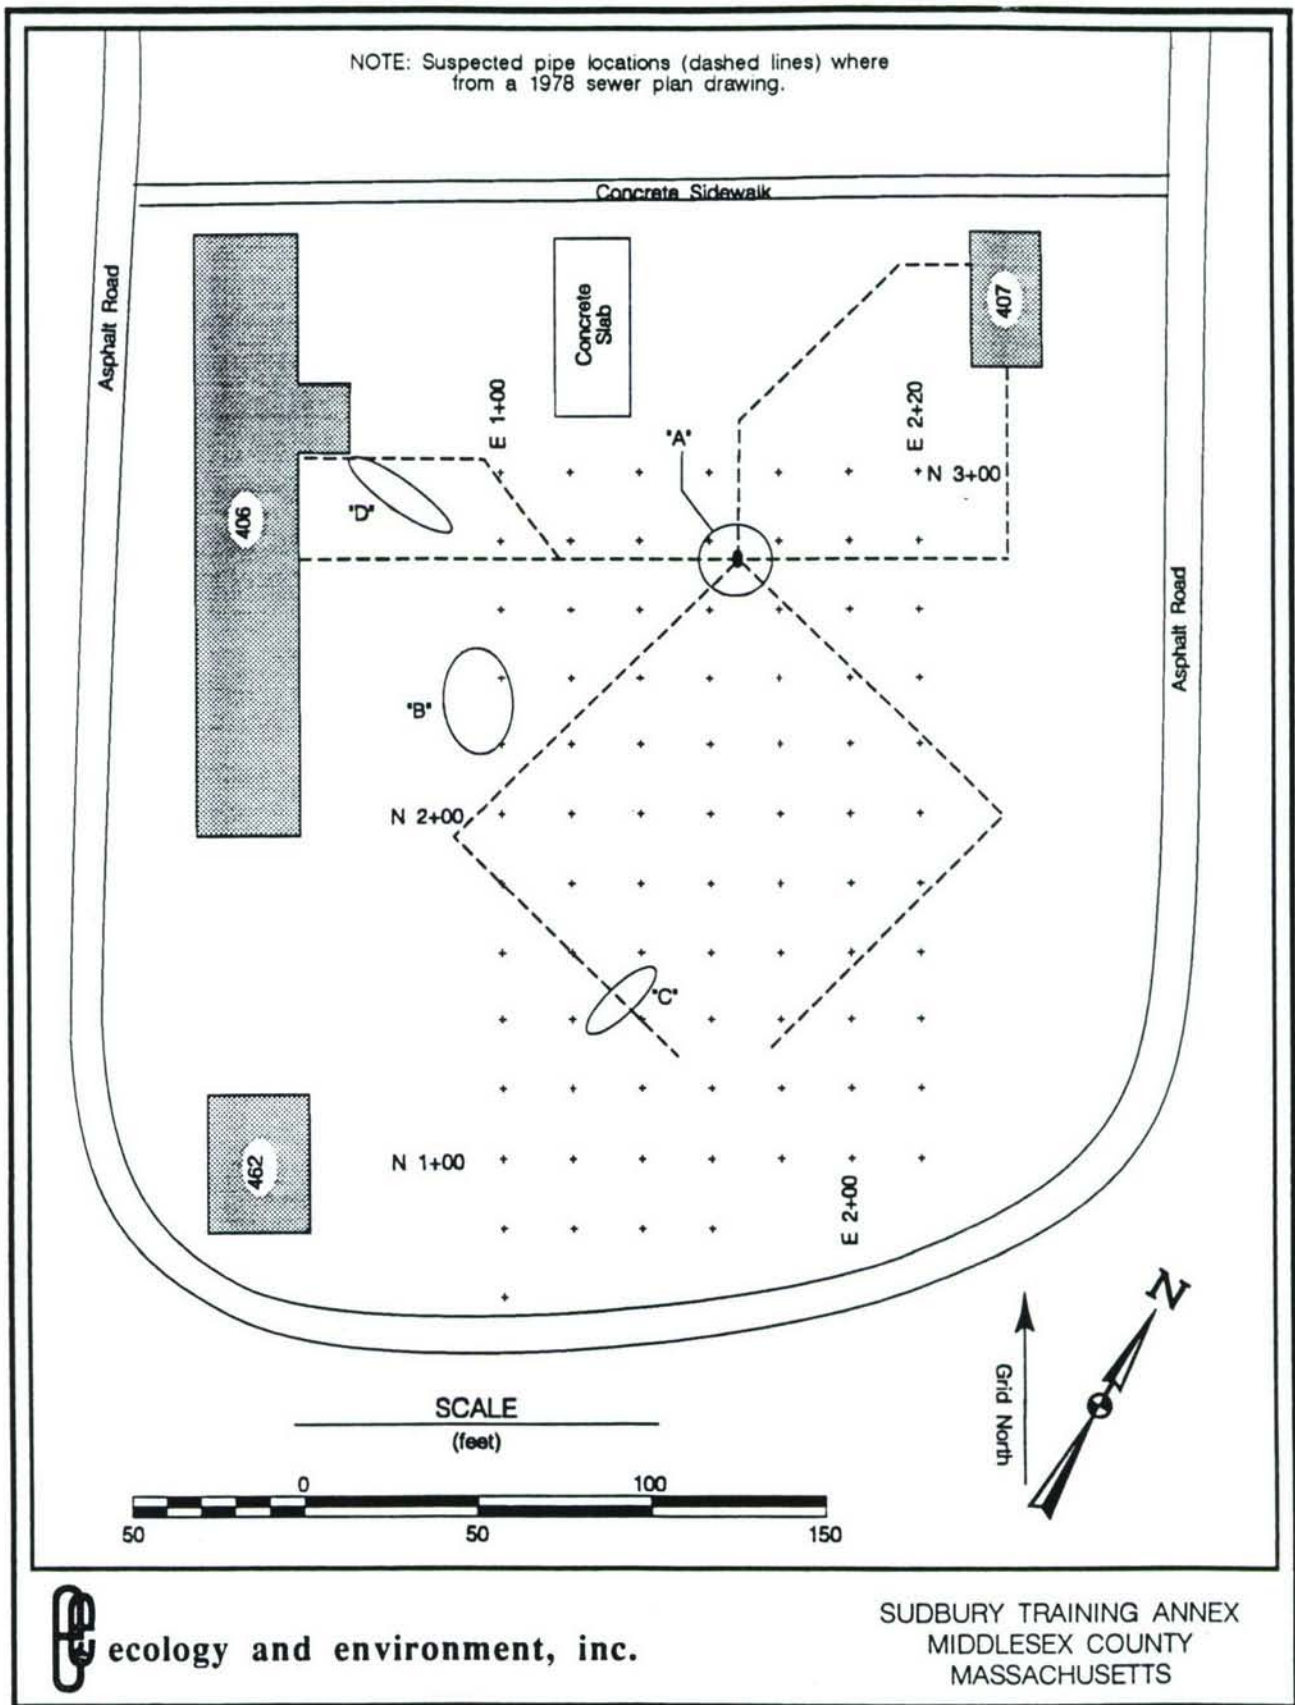 NOTE: Suspected pipe locations (dashed lines) where
from a 1978 sewer plan drawing.
Concrete Sidewalk
Asphalt Road
Concrete
Slab
407
E 1+00
E 2+20
"A"
N 3+00
"D"
406
Asphalt Road
"B"
N 2+00
"C"
462
N 1+00
E 2+00
N
Grid North
SCALE
(feet)
0
100
50
50
150
ecology and environment, inc.
SUDBURY TRAINING ANNEX
MIDDLESEX COUNTY
MASSACHUSETTS